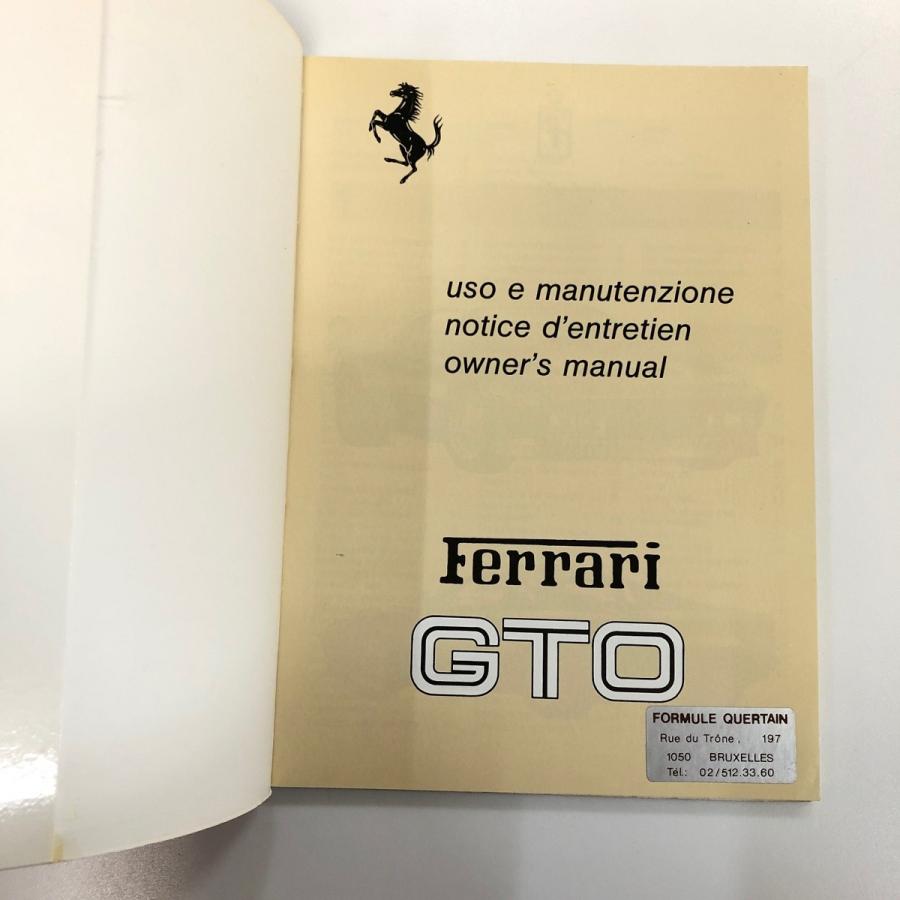 uso e manutenzione
notice d'entretien
owner's manual
Ferrari
GTO
FORMULE QUERTAIN
Rue du Trône, 197
1050 BRUXELLES
Tél.: 02/512.33.60